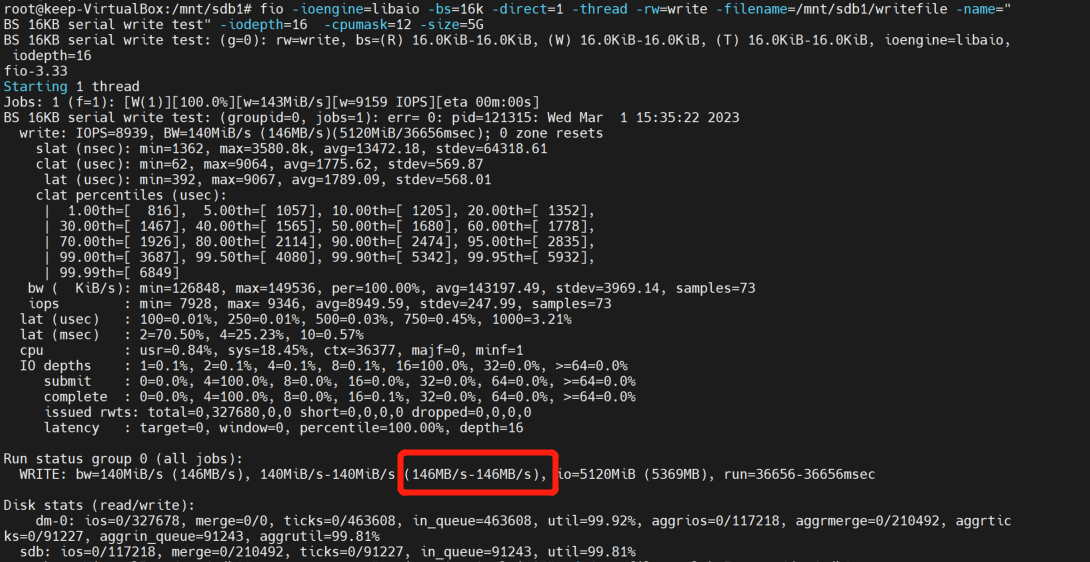 root@keep-VirtualBox:/mnt/sdb1# fio -ioengine=libaio -bs=16k -direct=1 -thread -rw=write -filename=/mnt/sdb1/writefile -name="
BS 16KB serial write test" -iodepth=16  -cpumask=12 -size=5G
BS 16KB serial write test: (g=0): rw=write, bs=(R) 16.0KiB-16.0KiB, (W) 16.0KiB-16.0KiB, (T) 16.0KiB-16.0KiB, ioengine=libaio,
 iodepth=16
fio-3.33
Starting 1 thread
Jobs: 1 (f=1): [W(1)][100.0%][w=143MiB/s][w=9159 IOPS][eta 00m:00s]
BS 16KB serial write test: (groupid=0, jobs=1): err= 0: pid=121315: Wed Mar  1 15:35:22 2023
  write: IOPS=8939, BW=140MiB/s (146MB/s)(5120MiB/36656msec); 0 zone resets
    slat (nsec): min=1362, max=3580.8k, avg=13472.18, stdev=64318.61
    clat (usec): min=62, max=9064, avg=1775.62, stdev=569.87
     lat (usec): min=392, max=9067, avg=1789.09, stdev=568.01
    clat percentiles (usec):
     |  1.00th=[  816],  5.00th=[ 1057], 10.00th=[ 1205], 20.00th=[ 1352],
     | 30.00th=[ 1467], 40.00th=[ 1565], 50.00th=[ 1680], 60.00th=[ 1778],
     | 70.00th=[ 1926], 80.00th=[ 2114], 90.00th=[ 2474], 95.00th=[ 2835],
     | 99.00th=[ 3687], 99.50th=[ 4080], 99.90th=[ 5342], 99.95th=[ 5932],
     | 99.99th=[ 6849]
   bw (  KiB/s): min=126848, max=149536, per=100.00%, avg=143197.49, stdev=3969.14, samples=73
   iops        : min= 7928, max= 9346, avg=8949.59, stdev=247.99, samples=73
  lat (usec)   : 100=0.01%, 250=0.01%, 500=0.03%, 750=0.45%, 1000=3.21%
  lat (msec)   : 2=70.50%, 4=25.23%, 10=0.57%
  cpu          : usr=0.84%, sys=18.45%, ctx=36377, majf=0, minf=1
  IO depths    : 1=0.1%, 2=0.1%, 4=0.1%, 8=0.1%, 16=100.0%, 32=0.0%, >=64=0.0%
     submit    : 0=0.0%, 4=100.0%, 8=0.0%, 16=0.0%, 32=0.0%, 64=0.0%, >=64=0.0%
     complete  : 0=0.0%, 4=100.0%, 8=0.0%, 16=0.1%, 32=0.0%, 64=0.0%, >=64=0.0%
     issued rwts: total=0,327680,0,0 short=0,0,0,0 dropped=0,0,0,0
     latency   : target=0, window=0, percentile=100.00%, depth=16
Run status group 0 (all jobs):
  WRITE: bw=140MiB/s (146MB/s), 140MiB/s-140MiB/s (146MB/s-146MB/s), io=5120MiB (5369MB), run=36656-36656msec
Disk stats (read/write):
    dm-0: ios=0/327678, merge=0/0, ticks=0/463608, in_queue=463608, util=99.92%, aggrios=0/117218, aggrmerge=0/210492, aggrtic
ks=0/91227, aggrin_queue=91243, aggrutil=99.81%
  sdb: ios=0/117218, merge=0/210492, ticks=0/91227, in_queue=91243, util=99.81%